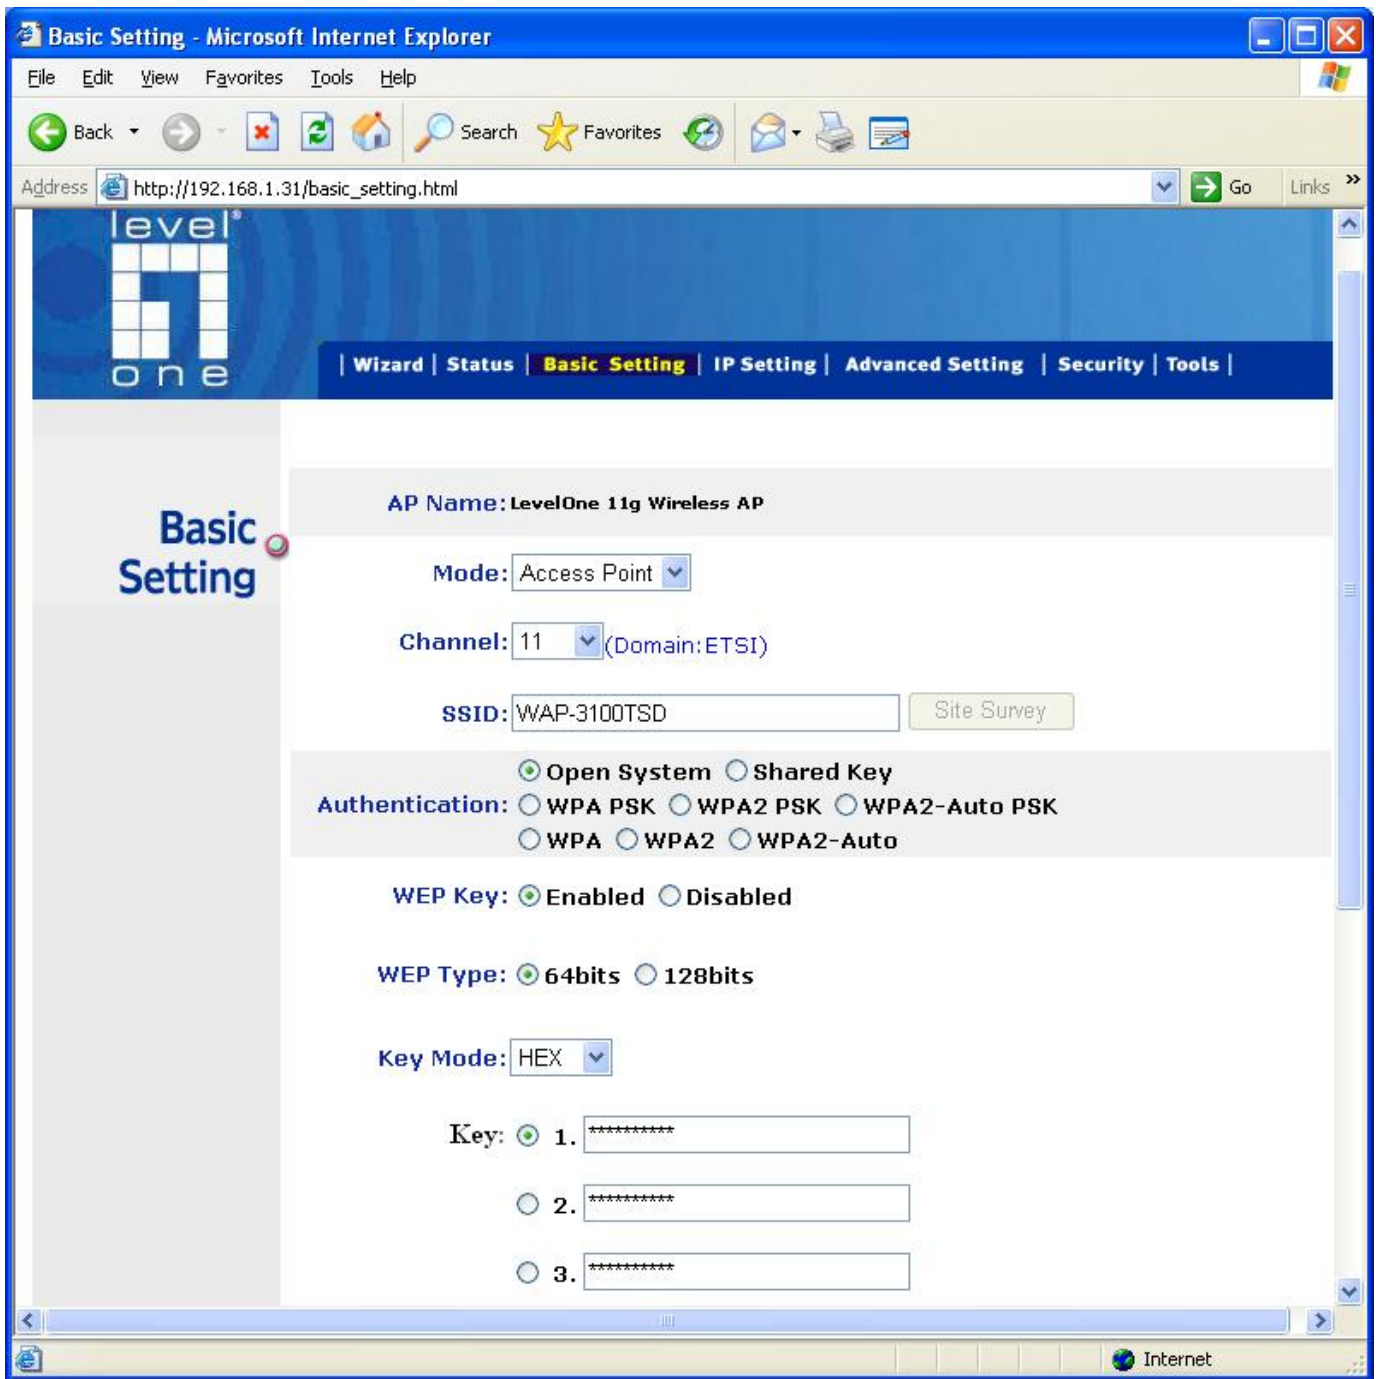 Basic Setting - Microsoft Internet Explorer
File Edit View Favorites Tools Help
Back Search Favorites
Address http://192.168.1.31/basic_setting.html Go Links »
level®
one
| Wizard | Status | Basic Setting | IP Setting | Advanced Setting | Security | Tools |
Basic
Setting
AP Name: LevelOne 11g Wireless AP
Mode: Access Point
Channel: 11 (Domain:ETSI)
SSID: WAP-3100TSD Site Survey
Open System Shared Key
Authentication: WPA PSK WPA2 PSK WPA2-Auto PSK
WPA WPA2 WPA2-Auto
WEP Key: Enabled Disabled
WEP Type: 64bits 128bits
Key Mode: HEX
Key: 1. **********
2. **********
3. **********
Internet